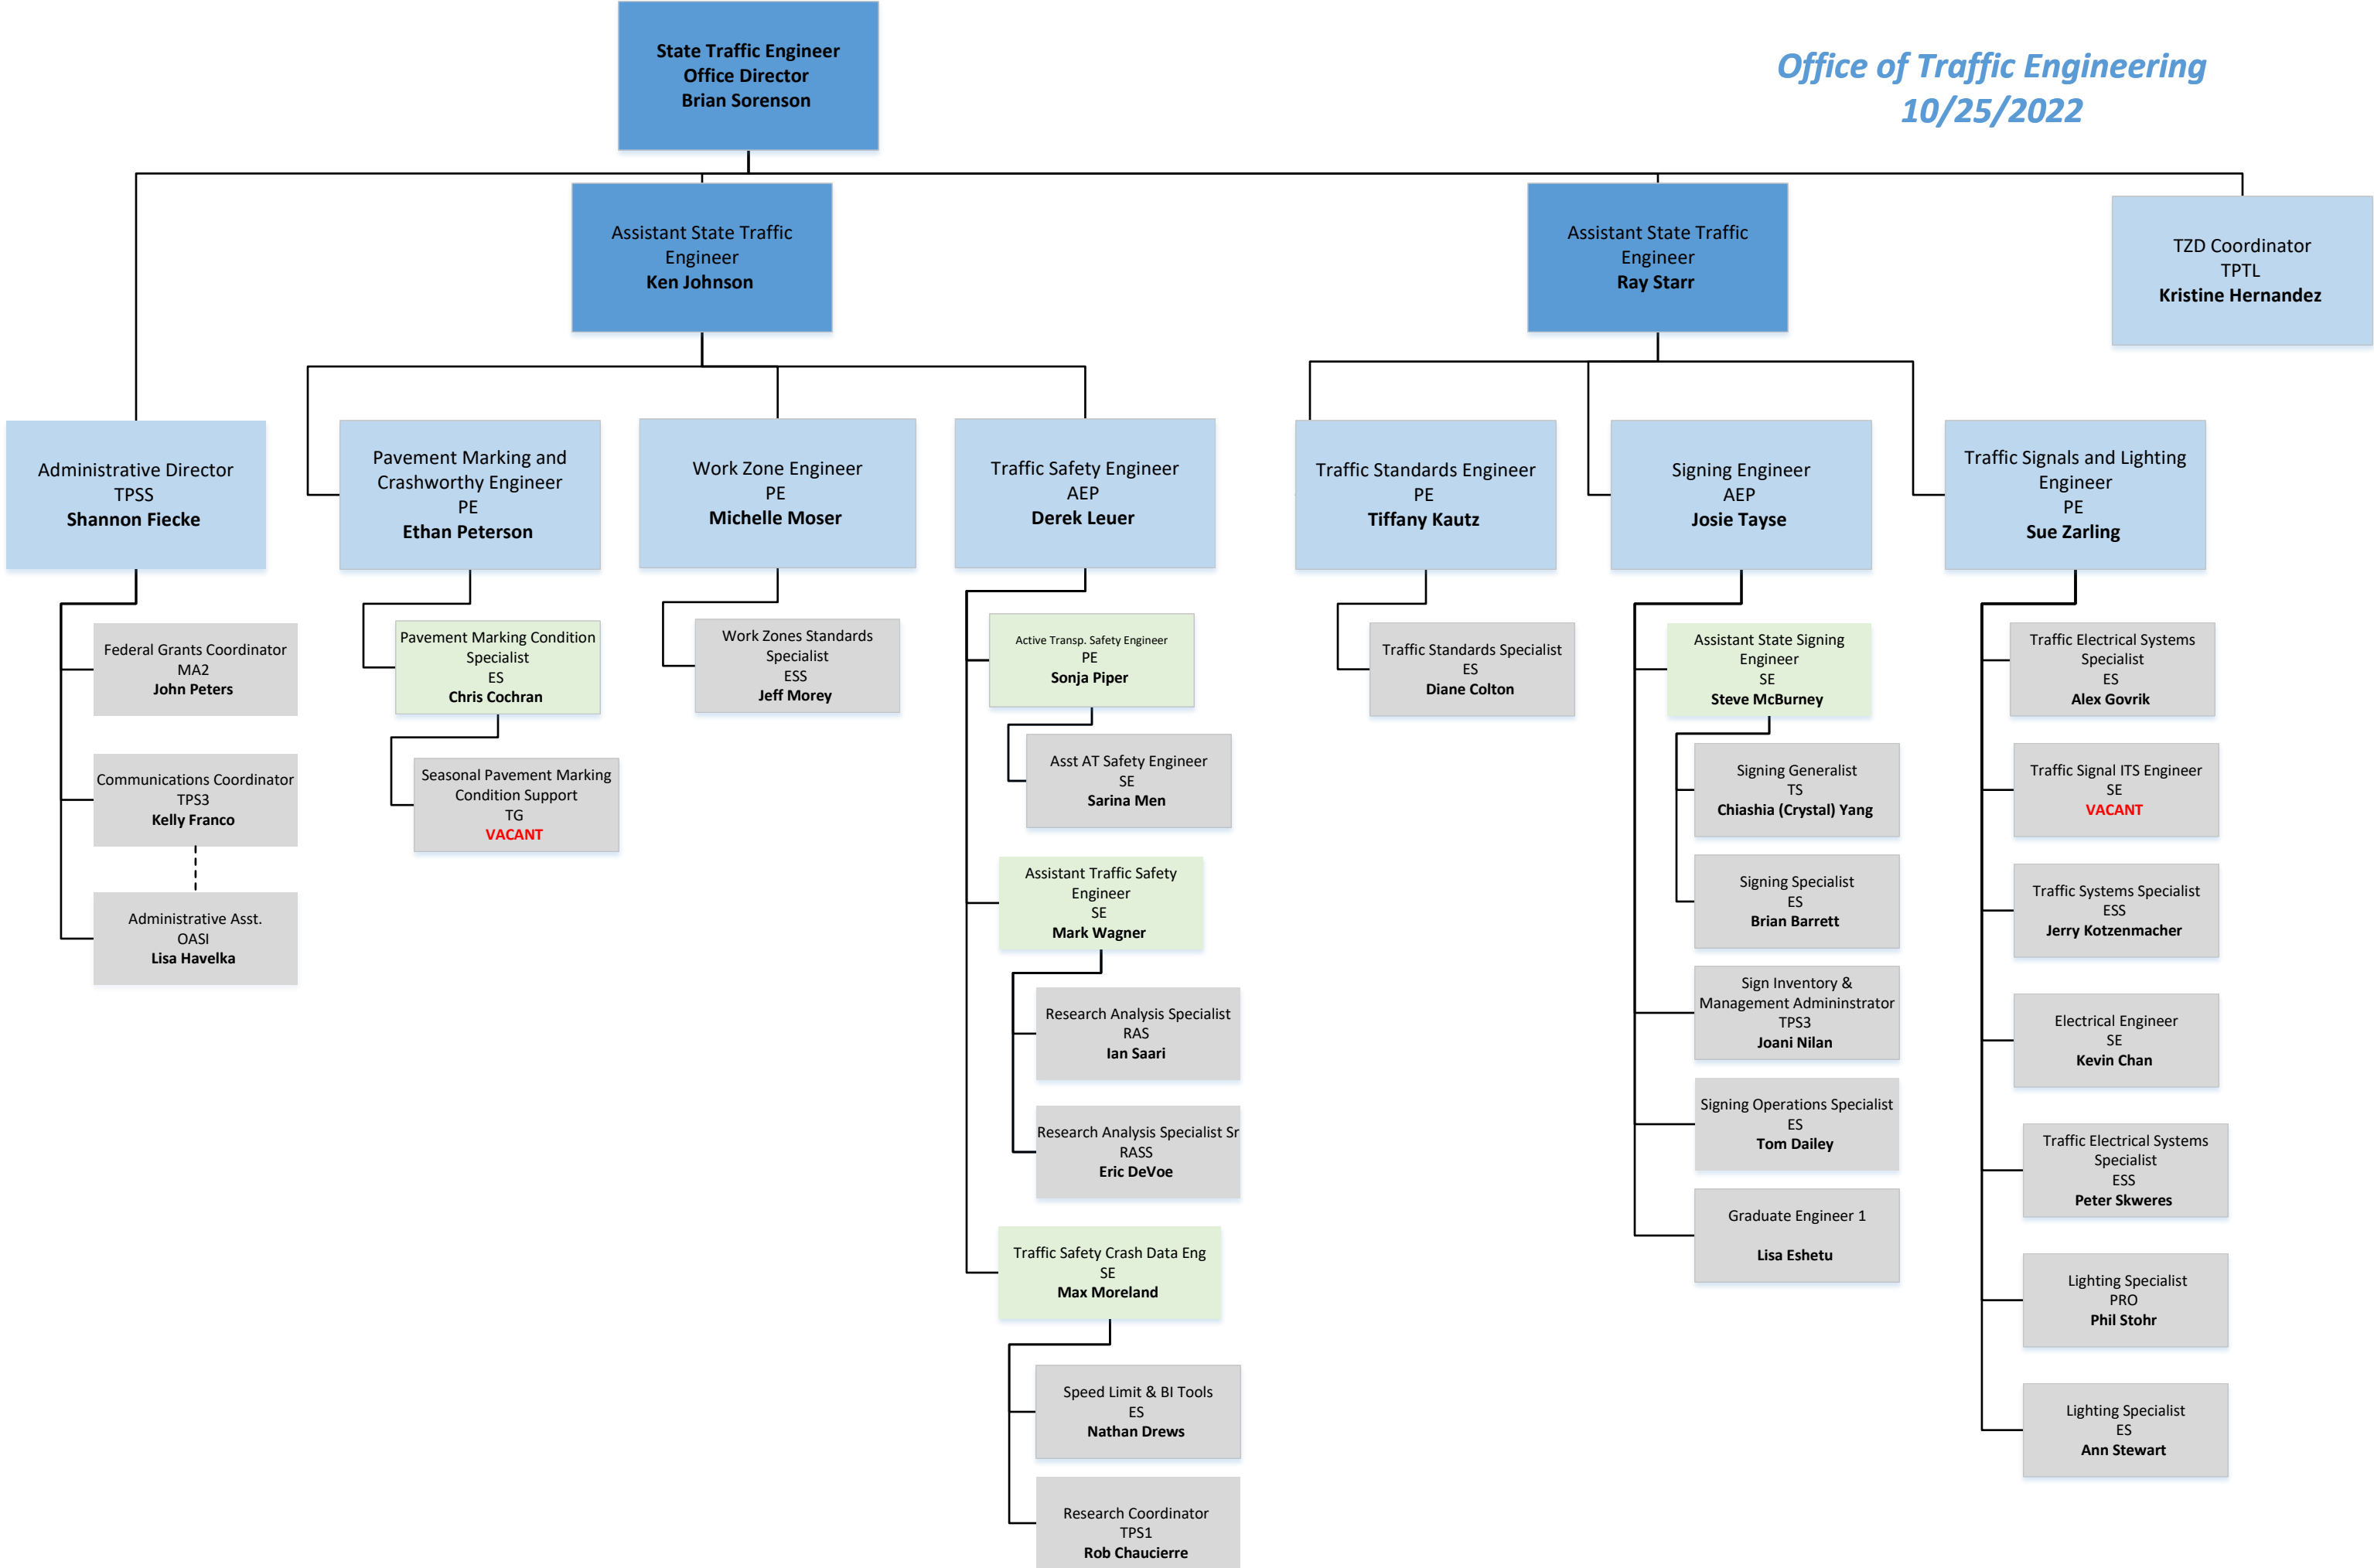 State Traffic Engineer
Office Director
Brian Sorenson
Office of Traffic Engineering
10/25/2022
Assistant State Traffic
Engineer
Ken Johnson
Assistant State Traffic
Engineer
Ray Starr
TZD Coordinator
TPTL
Kristine Hernandez
Administrative Director
TPSS
Shannon Fiecke
Pavement Marking and
Crashworthy Engineer
PE
Ethan Peterson
Work Zone Engineer
PE
Michelle Moser
Traffic Safety Engineer
AEP
Derek Leuer
Traffic Standards Engineer
PE
Tiffany Kautz
Signing Engineer
AEP
Josie Tayse
Traffic Signals and Lighting
Engineer
PE
Sue Zarling
Federal Grants Coordinator
MA2
John Peters
Communications Coordinator
TPS3
Kelly Franco
Administrative Asst.
OASI
Lisa Havelka
Pavement Marking Condition
Specialist
ES
Chris Cochran
Seasonal Pavement Marking
Condition Support
TG
VACANT
Work Zones Standards
Specialist
ESS
Jeff Morey
Active Transp. Safety Engineer
PE
Sonja Piper
Asst AT Safety Engineer
SE
Sarina Men
Assistant Traffic Safety
Engineer
SE
Mark Wagner
Research Analysis Specialist
RAS
Ian Saari
Research Analysis Specialist Sr
RASS
Eric DeVoe
Traffic Safety Crash Data Eng
SE
Max Moreland
Speed Limit & BI Tools
ES
Nathan Drews
Research Coordinator
TPS1
Rob Chaucierre
Traffic Standards Specialist
ES
Diane Colton
Assistant State Signing
Engineer
SE
Steve McBurney
Signing Generalist
TS
Chiashia (Crystal) Yang
Signing Specialist
ES
Brian Barrett
Sign Inventory &
Management Admininstrator
TPS3
Joani Nilan
Signing Operations Specialist
ES
Tom Dailey
Graduate Engineer 1
Lisa Eshetu
Traffic Electrical Systems
Specialist
ES
Alex Govrik
Traffic Signal ITS Engineer
SE
VACANT
Traffic Systems Specialist
ESS
Jerry Kotzenmacher
Electrical Engineer
SE
Kevin Chan
Traffic Electrical Systems
Specialist
ESS
Peter Skweres
Lighting Specialist
PRO
Phil Stohr
Lighting Specialist
ES
Ann Stewart